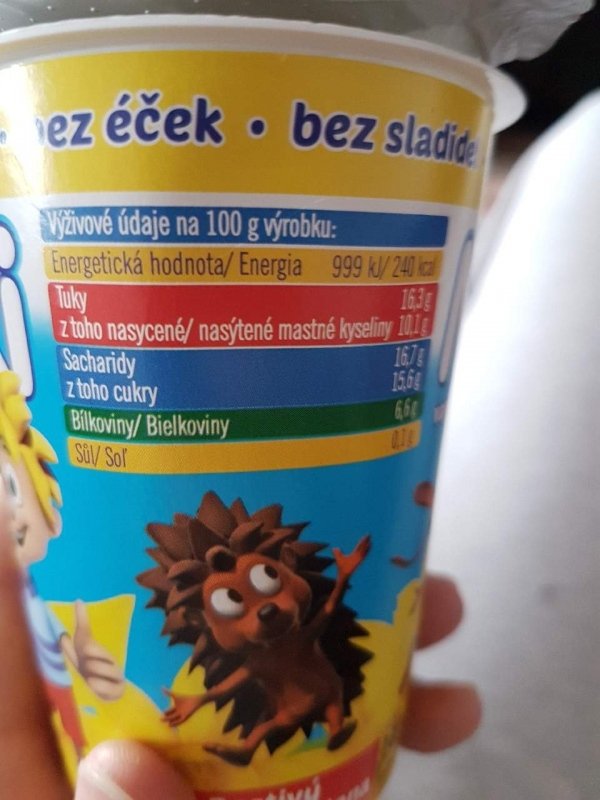 bez éček • bez sladide
Výživové údaje na 100 g výrobku:
Energetická hodnota/ Energia 999 kJ/ 240 kcal
Tuky 16,3 g
z toho nasycené/ nasýtené mastné kyseliny 10,1 g
Sacharidy 16,7 g
z toho cukry 15,6 g
Bílkoviny/ Bielkoviny 6,6 g
Sůl/ Soľ 0,1 g